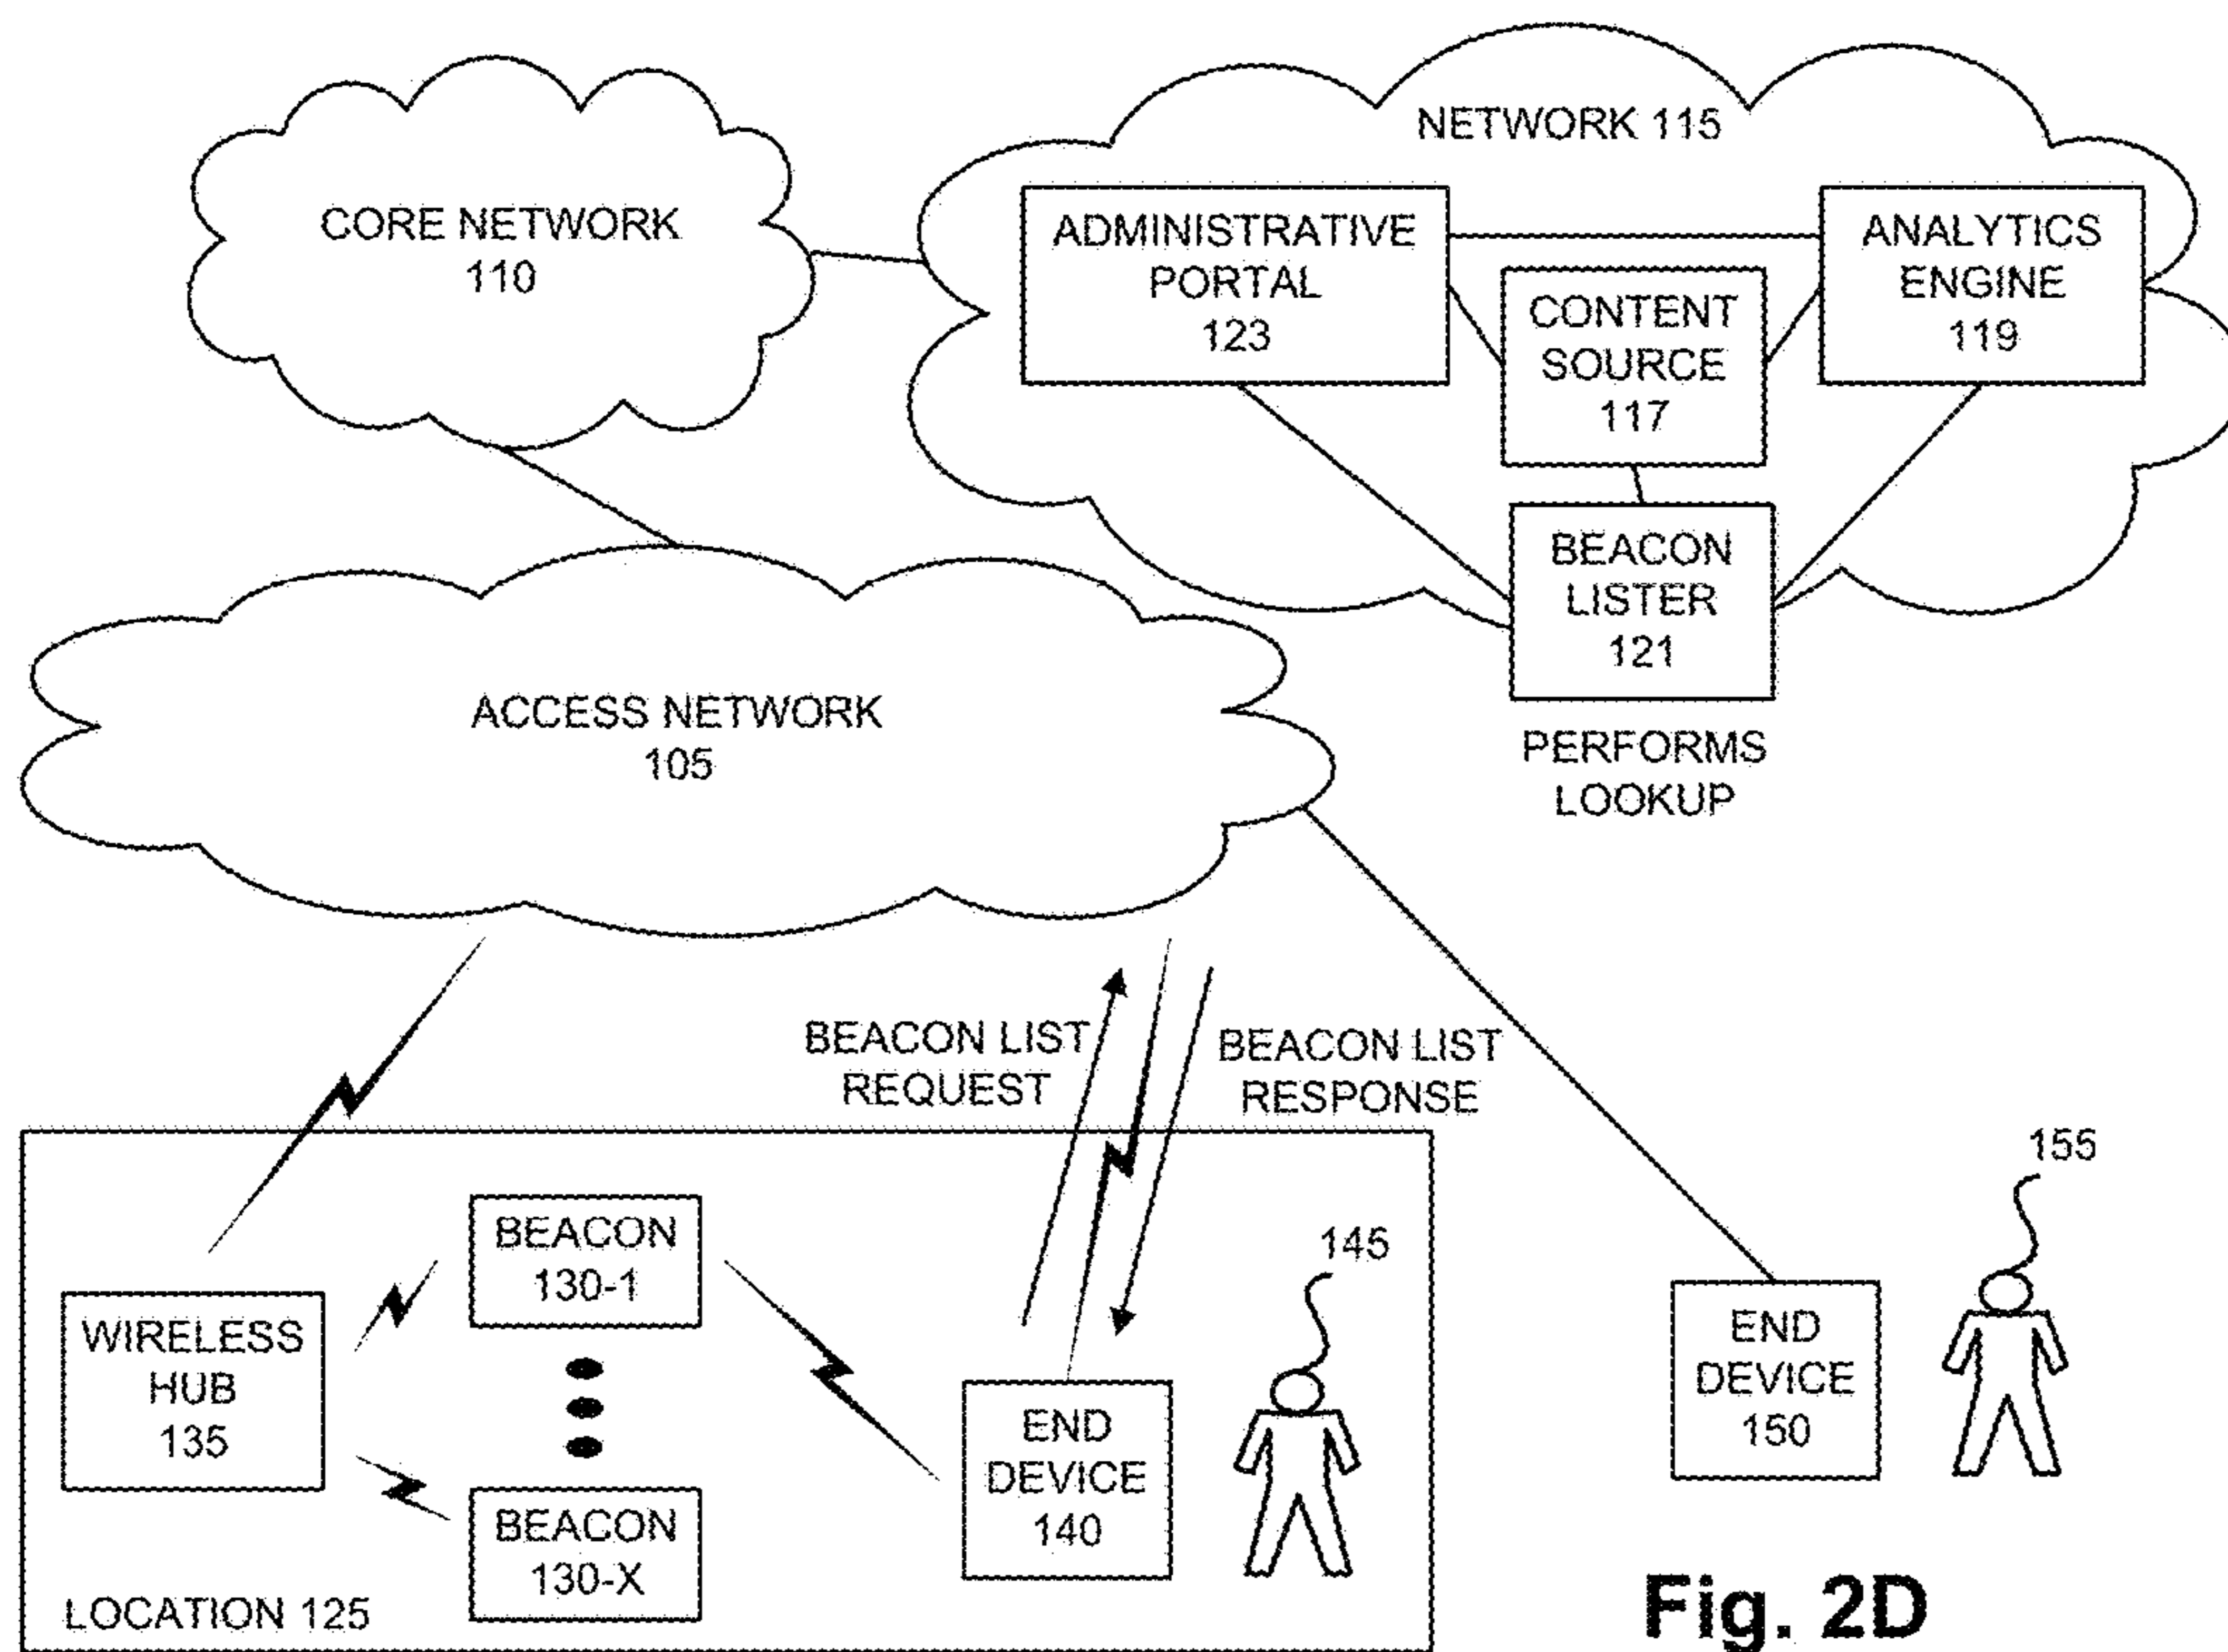 NETWORK 115
CORE NETWORK
110
ADMINISTRATIVE
PORTAL
123
CONTENT
SOURCE
117
ANALYTICS
ENGINE
119
BEACON
LISTER
121
PERFORMS
LOOKUP
ACCESS NETWORK
105
BEACON LIST
REQUEST
BEACON LIST
RESPONSE
WIRELESS
HUB
135
BEACON
130-1
BEACON
130-X
END
DEVICE
140
145
END
DEVICE
150
155
LOCATION 125
Fig. 2D